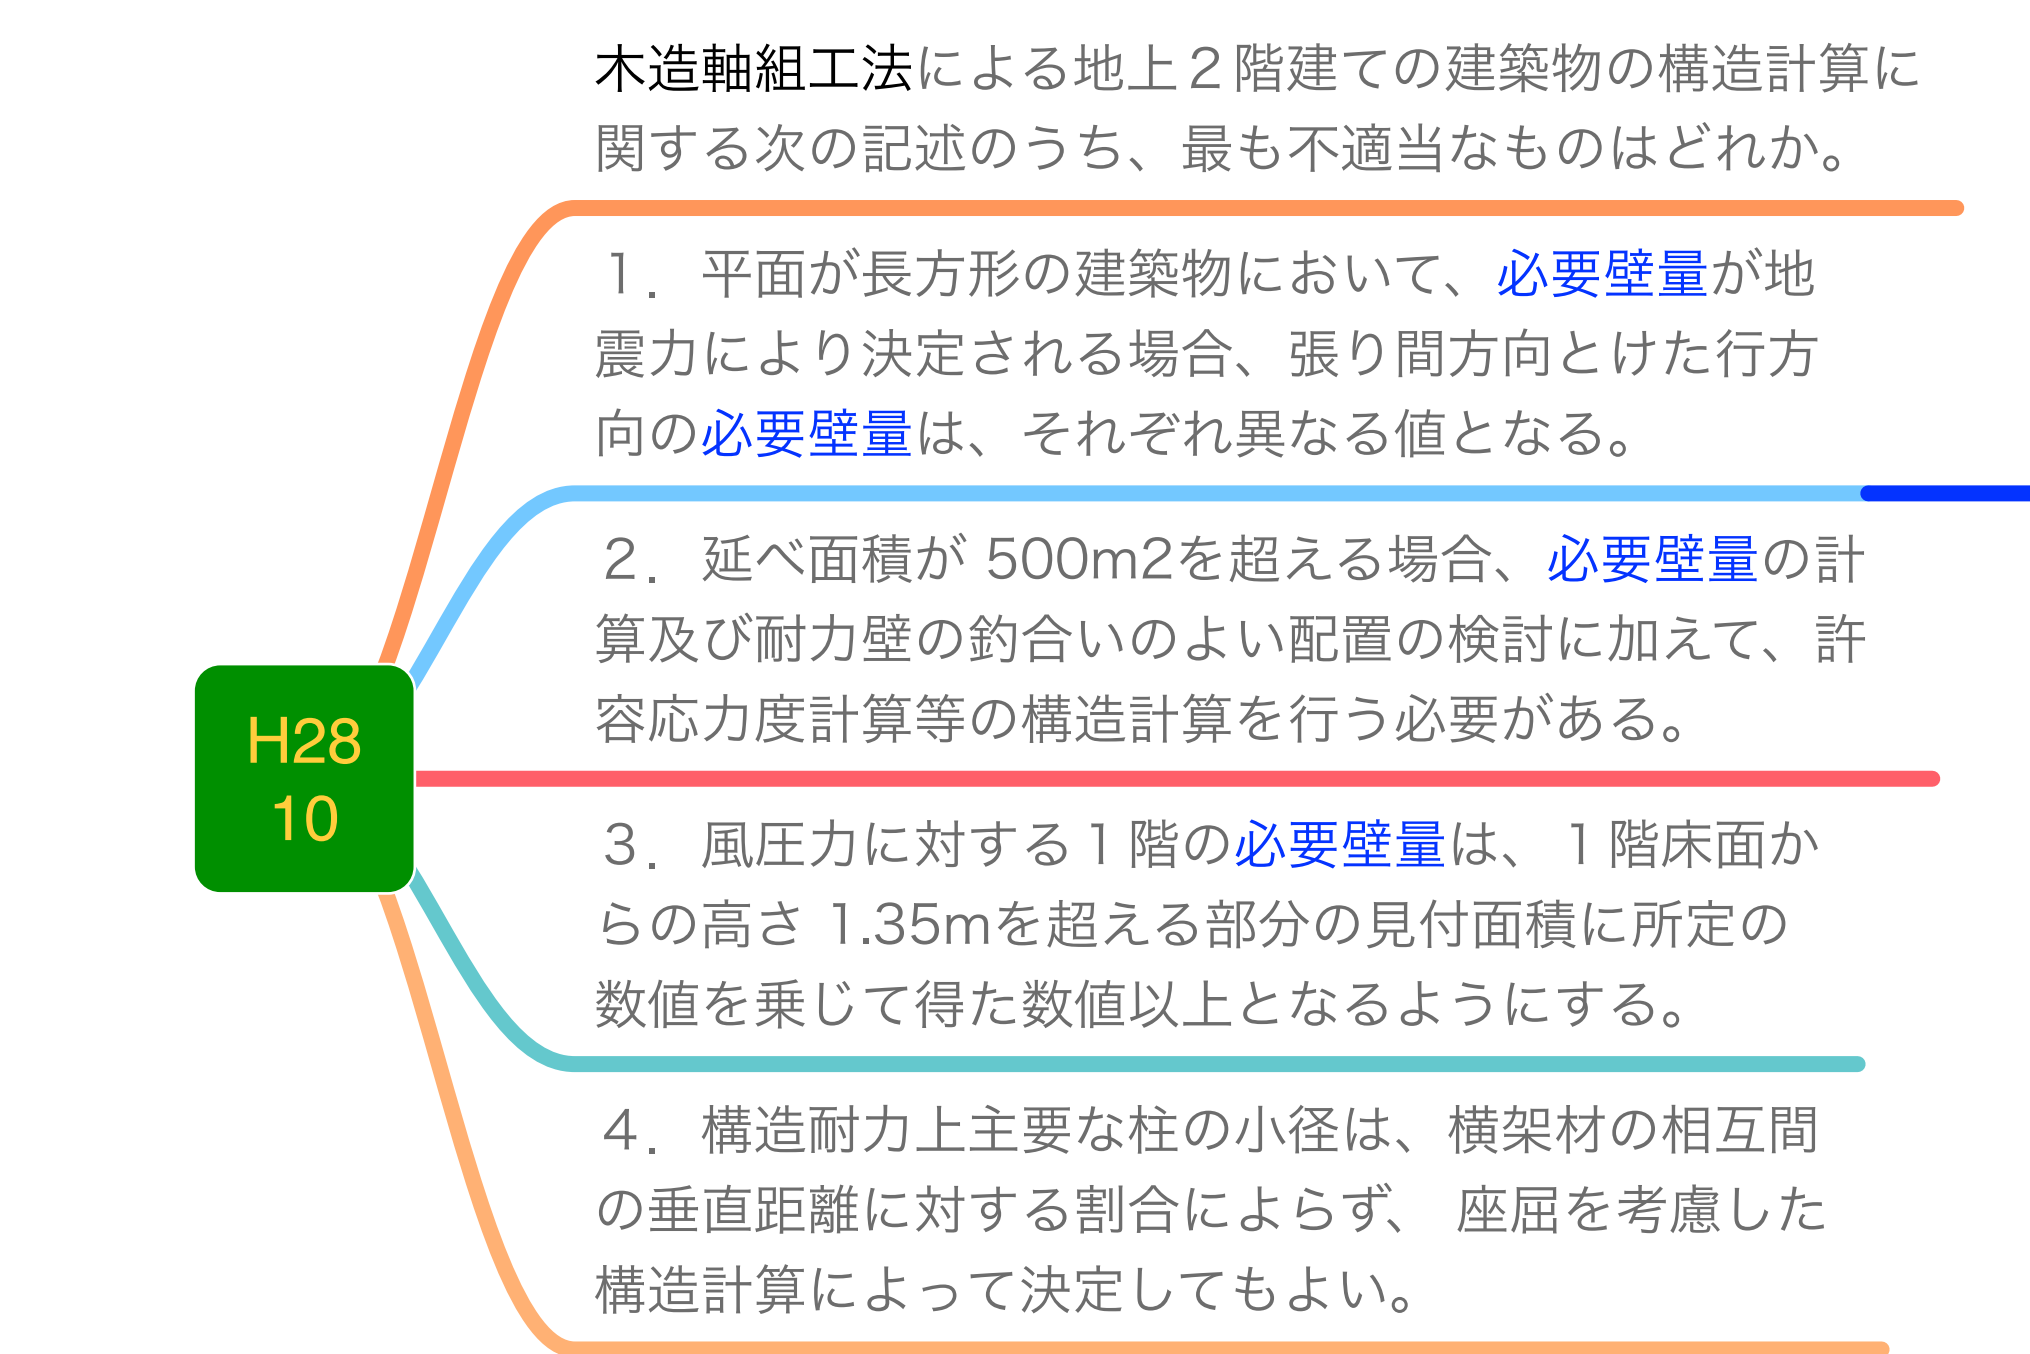 木造軸組工法による地上２階建ての建築物の構造計算に
関する次の記述のうち、最も不適当なものはどれか。
１．平面が長方形の建築物において、必要壁量が地
震力により決定される場合、張り間方向とけた行方
向の必要壁量は、それぞれ異なる値となる。
２．延べ面積が 500m2を超える場合、必要壁量の計
算及び耐力壁の釣合いのよい配置の検討に加えて、許
容応力度計算等の構造計算を行う必要がある。
H28
10
３．風圧力に対する１階の必要壁量は、１階床面か
らの高さ 1.35mを超える部分の見付面積に所定の
数値を乗じて得た数値以上となるようにする。
４．構造耐力上主要な柱の小径は、横架材の相互間
の垂直距離に対する割合によらず、 座屈を考慮した
構造計算によって決定してもよい。